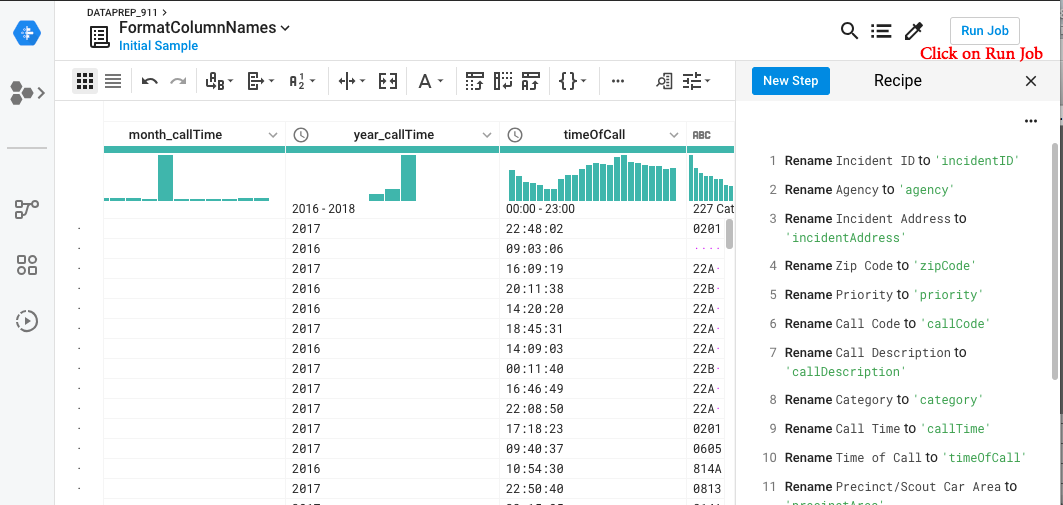 DATAPREP_911 >
FormatColumnNames
Initial Sample
Run Job
Click on Run Job
A
{}
New Step
Recipe
month_callTime
year_callTime
timeOfCall
ABC
2016 - 2018
00:00 - 23:00
227 Cat
2017 22:48:02 0201
2016 09:03:06 ····
2017 16:09:19 22A·
2016 20:11:38 22B·
2016 14:20:20 22A·
2017 18:45:31 22A·
2016 14:09:03 22A·
2017 00:11:40 22B·
2017 16:46:49 22A·
2017 22:08:50 22A·
2017 17:18:23 0201
2017 09:40:37 0605
2016 10:54:30 814A
2017 22:50:40 0813
1 Rename Incident ID to 'incidentID'
2 Rename Agency to 'agency'
3 Rename Incident Address to
'incidentAddress'
4 Rename Zip Code to 'zipCode'
5 Rename Priority to 'priority'
6 Rename Call Code to 'callCode'
7 Rename Call Description to
'callDescription'
8 Rename Category to 'category'
9 Rename Call Time to 'callTime'
10 Rename Time of Call to 'timeOfCall'
11 Rename Precinct/Scout Car Area to